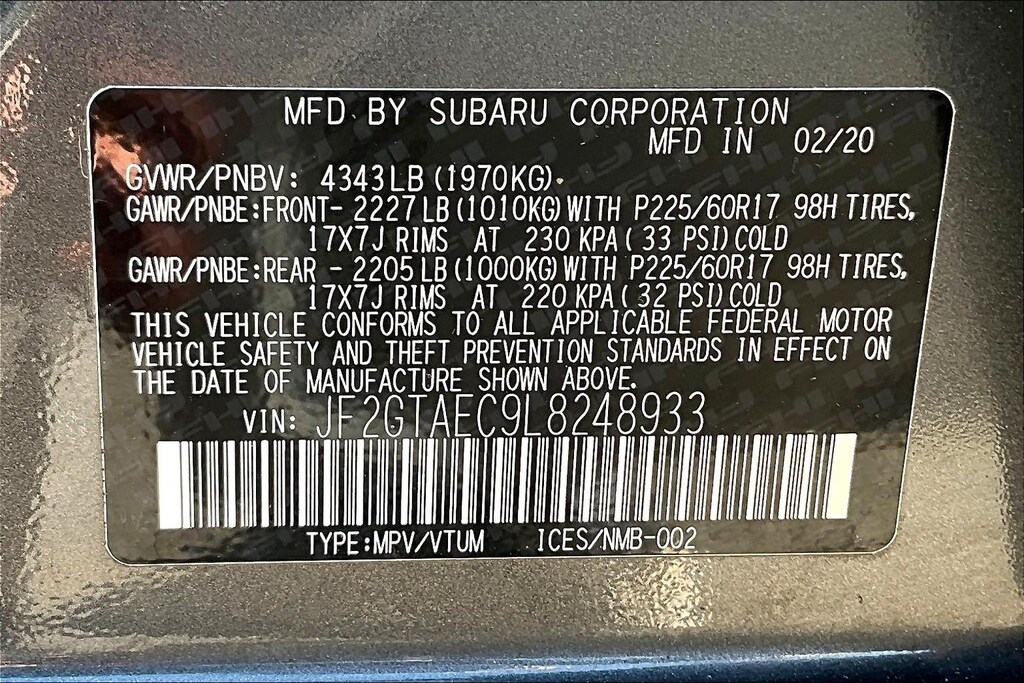 MFD BY SUBARU CORPORATION
MFD IN 02/20
GVWR/PNBV: 4343LB (1970KG).
GAWR/PNBE:FRONT- 2227LB(1010KG)WITH P225/60R17 98H TIRES,
17X7J RIMS AT 230 KPA( 33 PSI)COLD
GAWR/PNBE:REAR - 2205LB(1000KG)WITH P225/60R17 98H TIRES,
17X7J RIMS AT 220 KPA( 32 PSI)COLD
THIS VEHICLE CONFORMS TO ALL APPLICABLE FEDERAL MOTOR
VEHICLE SAFETY AND THEFT PREVENTION STANDARDS IN EFFECT ON
THE DATE OF MANUFACTURE SHOWN ABOVE.
VIN: JF2GTAEC9L8248933
TYPE:MPV/VTUM ICES/NMB-002